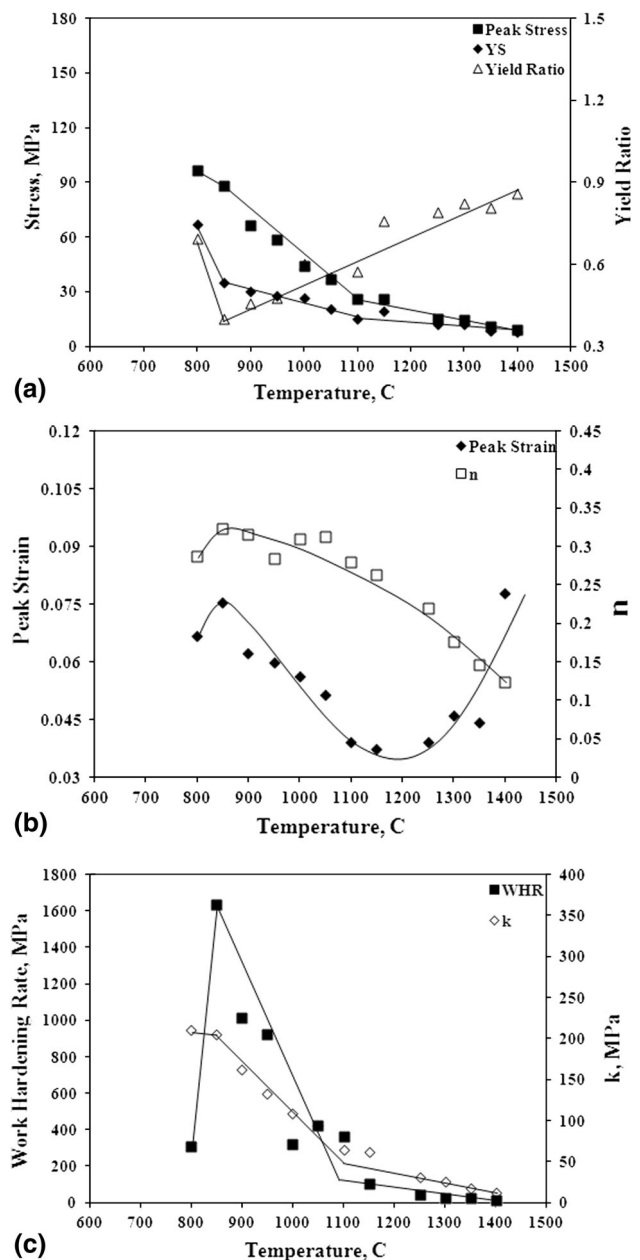 180
150
120
90
60
30
0
Stress, MPa
Peak Stress
YS
Yield Ratio
1.5
1.2
0.9
0.6
0.3
Yield Ratio
600 700 800 900 1000 1100 1200 1300 1400 1500
Temperature, C
(a)
0.12
0.105
0.09
0.075
0.06
0.045
0.03
Peak Strain
Peak Strain
n
0.45
0.4
0.35
0.3
0.25
0.2
0.15
0.1
0.05
0
n
600 700 800 900 1000 1100 1200 1300 1400 1500
Temperature, C
(b)
1800
1600
1400
1200
1000
800
600
400
200
0
Work Hardening Rate, MPa
WHR
k
400
350
300
250
200
150
100
50
0
k, MPa
600 700 800 900 1000 1100 1200 1300 1400 1500
Temperature, C
(c)